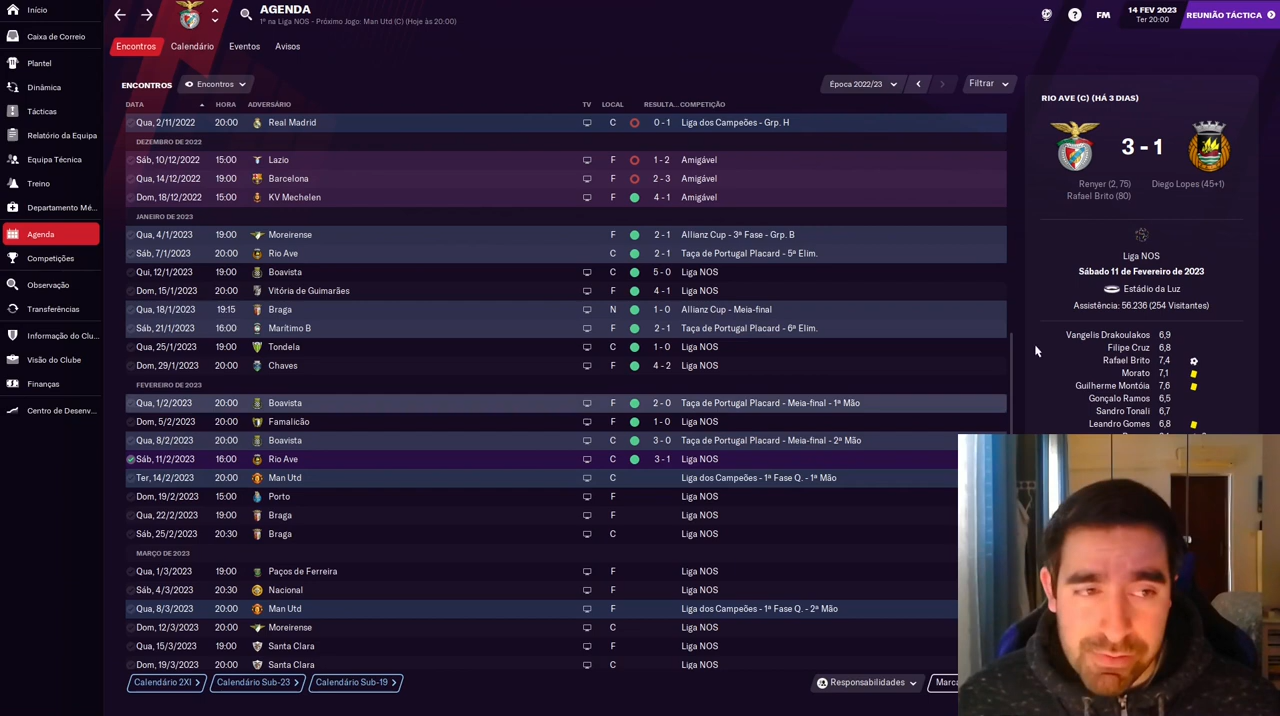 Início
Caixa de Correio
Plantel
Dinâmica
Tácticas
Relatório da Equipa
Equipa Técnica
Treino
Departamento Mé...
Agenda
Competições
Observação
Transferências
Informação do Clu...
Visão do Clube
Finanças
Centro de Desenv...
AGENDA
1º na Liga NOS - Próximo Jogo: Man Utd (C) (Hoje às 20:00)
FM
14 FEV 2023
Ter 20:00
REUNIÃO TÁCTICA
Encontros Calendário Eventos Avisos
ENCONTROS Encontros Época 2022/23 Filtrar
DATA HORA ADVERSÁRIO TV LOCAL RESULTA... COMPETIÇÃO
Qua, 2/11/2022 20:00 Real Madrid C 0 - 1 Liga dos Campeões - Grp. H
DEZEMBRO DE 2022
Sáb, 10/12/2022 15:00 Lazio F 1 - 2 Amigável
Qua, 14/12/2022 19:00 Barcelona F 2 - 3 Amigável
Dom, 18/12/2022 15:00 KV Mechelen F 4 - 1 Amigável
JANEIRO DE 2023
Qua, 4/1/2023 19:00 Moreirense F 2 - 1 Allianz Cup - 3ª Fase - Grp. B
Sáb, 7/1/2023 20:00 Rio Ave C 2 - 1 Taça de Portugal Placard - 5ª Elim.
Qui, 12/1/2023 19:00 Boavista C 5 - 0 Liga NOS
Dom, 15/1/2023 20:00 Vitória de Guimarães F 4 - 1 Liga NOS
Qua, 18/1/2023 19:15 Braga N 1 - 0 Allianz Cup - Meia-final
Sáb, 21/1/2023 16:00 Marítimo B F 2 - 1 Taça de Portugal Placard - 6ª Elim.
Qua, 25/1/2023 19:00 Tondela C 1 - 0 Liga NOS
Dom, 29/1/2023 20:00 Chaves F 4 - 2 Liga NOS
FEVEREIRO DE 2023
Qua, 1/2/2023 20:00 Boavista F 2 - 0 Taça de Portugal Placard - Meia-final - 1ª Mão
Dom, 5/2/2023 20:00 Famalicão F 1 - 0 Liga NOS
Qua, 8/2/2023 20:00 Boavista C 3 - 0 Taça de Portugal Placard - Meia-final - 2ª Mão
Sáb, 11/2/2023 16:00 Rio Ave C 3 - 1 Liga NOS
Ter, 14/2/2023 20:00 Man Utd C Liga dos Campeões - 1ª Fase Q. - 1ª Mão
Dom, 19/2/2023 15:00 Porto F Liga NOS
Qua, 22/2/2023 19:00 Braga F Liga NOS
Sáb, 25/2/2023 20:30 Braga C Liga NOS
MARÇO DE 2023
Qua, 1/3/2023 19:00 Paços de Ferreira F Liga NOS
Sáb, 4/3/2023 20:30 Nacional F Liga NOS
Qua, 8/3/2023 20:00 Man Utd F Liga dos Campeões - 1ª Fase Q. - 2ª Mão
Dom, 12/3/2023 20:00 Moreirense C Liga NOS
Qua, 15/3/2023 19:00 Santa Clara F Liga NOS
Dom, 19/3/2023 20:00 Santa Clara C Liga NOS
Calendário 2XI Calendário Sub-23 Calendário Sub-19 Responsabilidades
RIO AVE (C) (HÁ 3 DIAS)
3 - 1
Renyer (2, 75) Diego Lopes (45+1)
Rafael Brito (80)
Liga NOS
Sábado 11 de Fevereiro de 2023
Estádio da Luz
Assistência: 56.236 (254 Visitantes)
Vangelis Drakoulakos 6,9
Filipe Cruz 6,8
Rafael Brito 7,4
Morato 7,1
Guilherme Montóia 7,6
Gonçalo Ramos 6,5
Sandro Tonali 6,7
Leandro Gomes 6,8